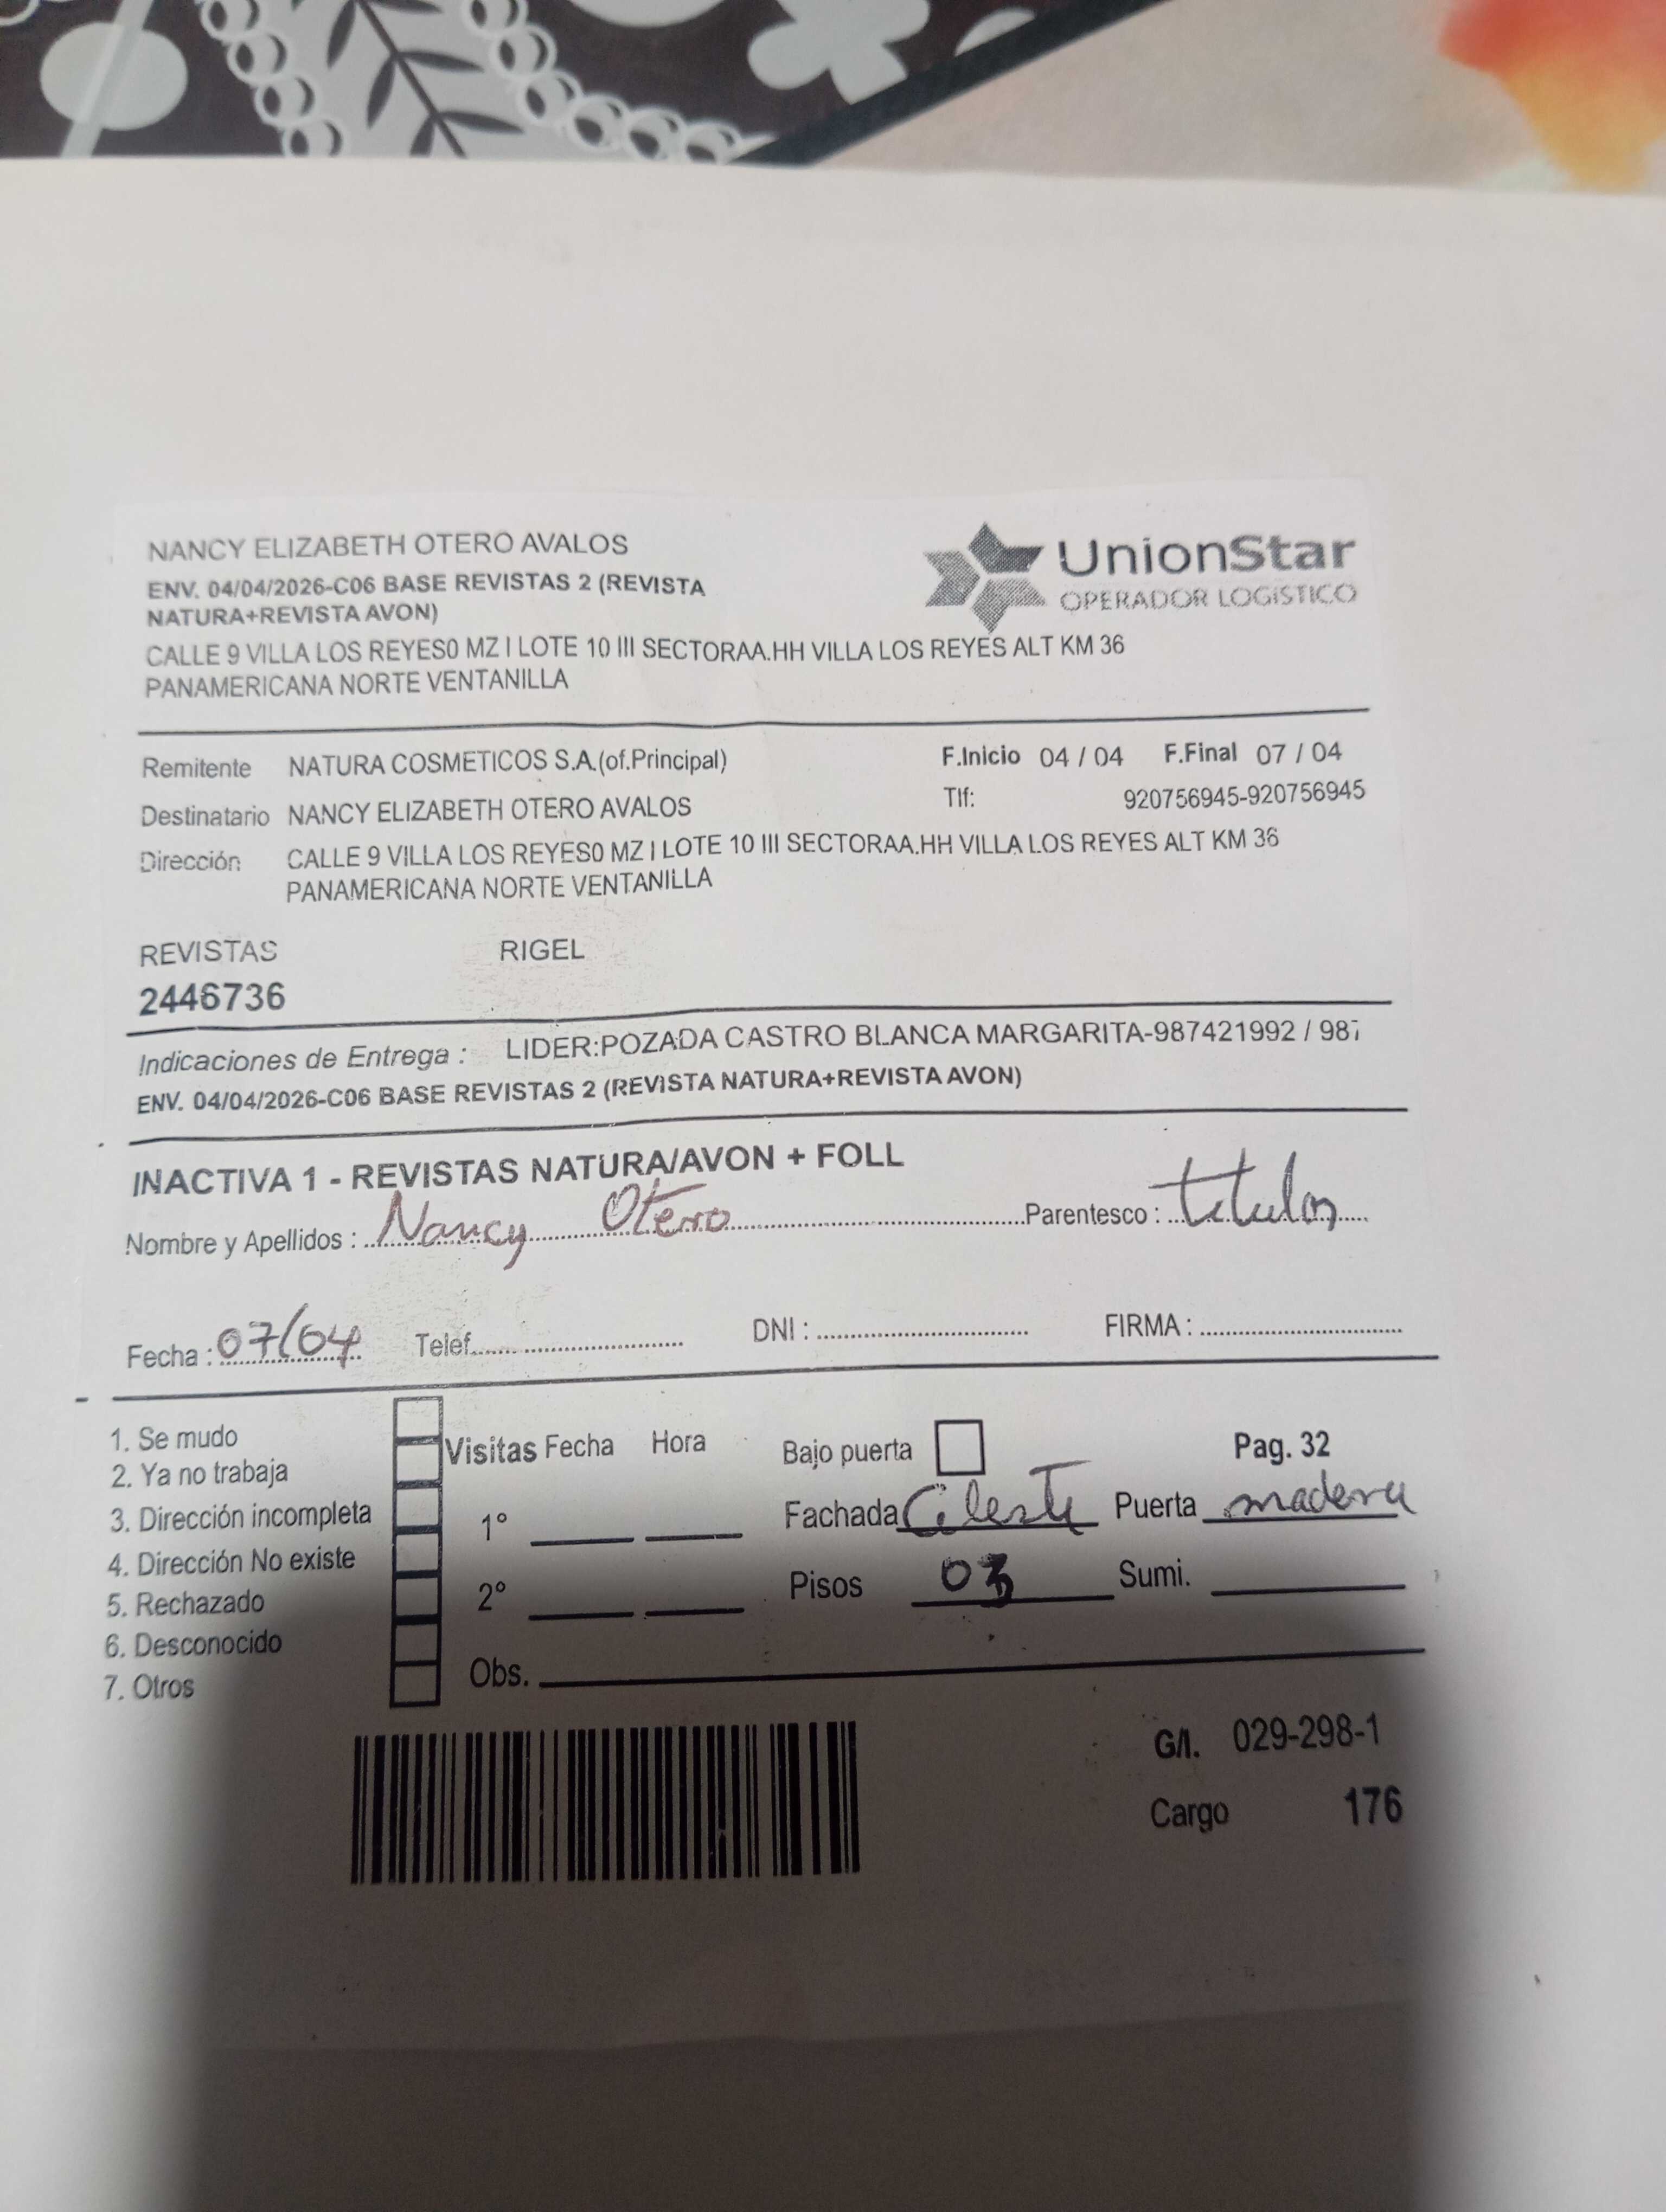 NANCY ELIZABETH OTERO AVALOS
ENV. 04/04/2026-C06 BASE REVISTAS 2 (REVISTA
NATURA+REVISTA AVON)
UnionStar
OPERADOR LOGISTICO
CALLE 9 VILLA LOS REYES0 MZ I LOTE 10 III SECTORAA.HH VILLA LOS REYES ALT KM 36
PANAMERICANA NORTE VENTANILLA
Remitente NATURA COSMETICOS S.A.(of.Principal) F.Inicio 04 / 04 F.Final 07 / 04
Destinatario NANCY ELIZABETH OTERO AVALOS Tlf: 920756945-920756945
Dirección CALLE 9 VILLA LOS REYES0 MZ I LOTE 10 III SECTORAA.HH VILLA LOS REYES ALT KM 36
PANAMERICANA NORTE VENTANILLA
REVISTAS RIGEL
2446736
Indicaciones de Entrega : LIDER:POZADA CASTRO BLANCA MARGARITA-987421992 / 987
ENV. 04/04/2026-C06 BASE REVISTAS 2 (REVISTA NATURA+REVISTA AVON)
INACTIVA 1 - REVISTAS NATURA/AVON + FOLL
Nombre y Apellidos : Nancy Otero Parentesco :
Fecha : 07/04 Telef. DNI : FIRMA :
1. Se mudo
2. Ya no trabaja
3. Dirección incompleta
4. Dirección No existe
5. Rechazado
6. Desconocido
7. Otros
Visitas Fecha Hora
1°
2°
Obs.
Bajo puerta Pag. 32
Fachada Celeste Puerta madera
Pisos 03 Sumi.
G/I. 029-298-1
Cargo 176